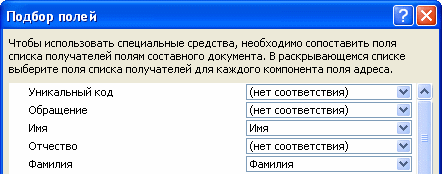 Подбор полей
Чтобы использовать специальные средства, необходимо сопоставить поля
списка получателей полям составного документа. В раскрывающемся списке
выберите поля списка получателей для каждого компонента поля адреса.
Уникальный код (нет соответствия)
Обращение (нет соответствия)
Имя Имя
Отчество (нет соответствия)
Фамилия Фамилия